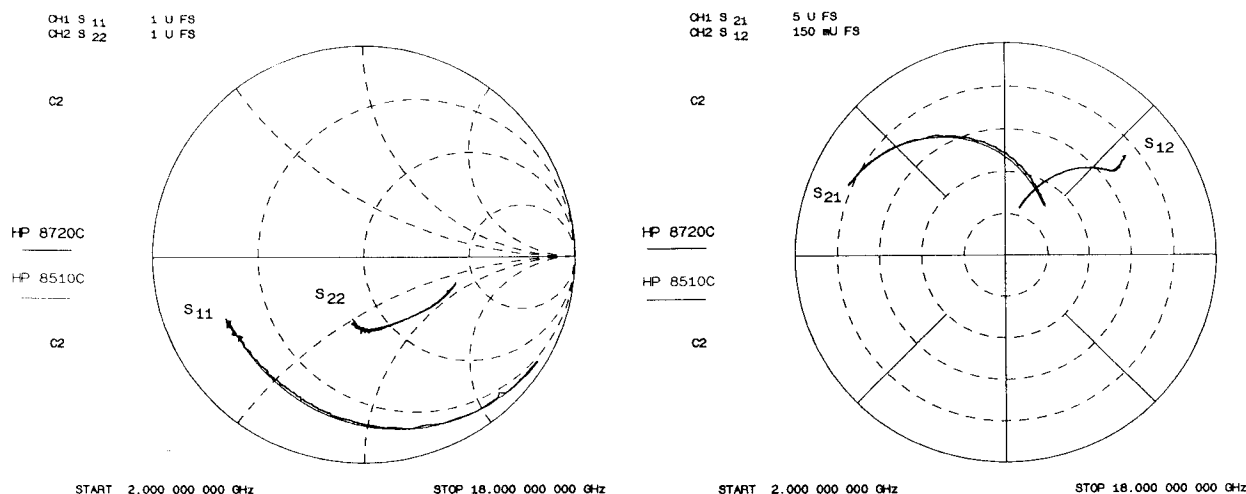 CH1 S 11 1 U FS
CH2 S 22 1 U FS
C2
S11
S22
HP 8720C
HP 8510C
C2
START 2.000 000 000 GHz STOP 18.000 000 000 GHz
CH1 S 21 5 U FS
CH2 S 12 150 mU FS
C2
S21
S12
HP 8720C
HP 8510C
C2
START 2.000 000 000 GHz STOP 18.000 000 000 GHz